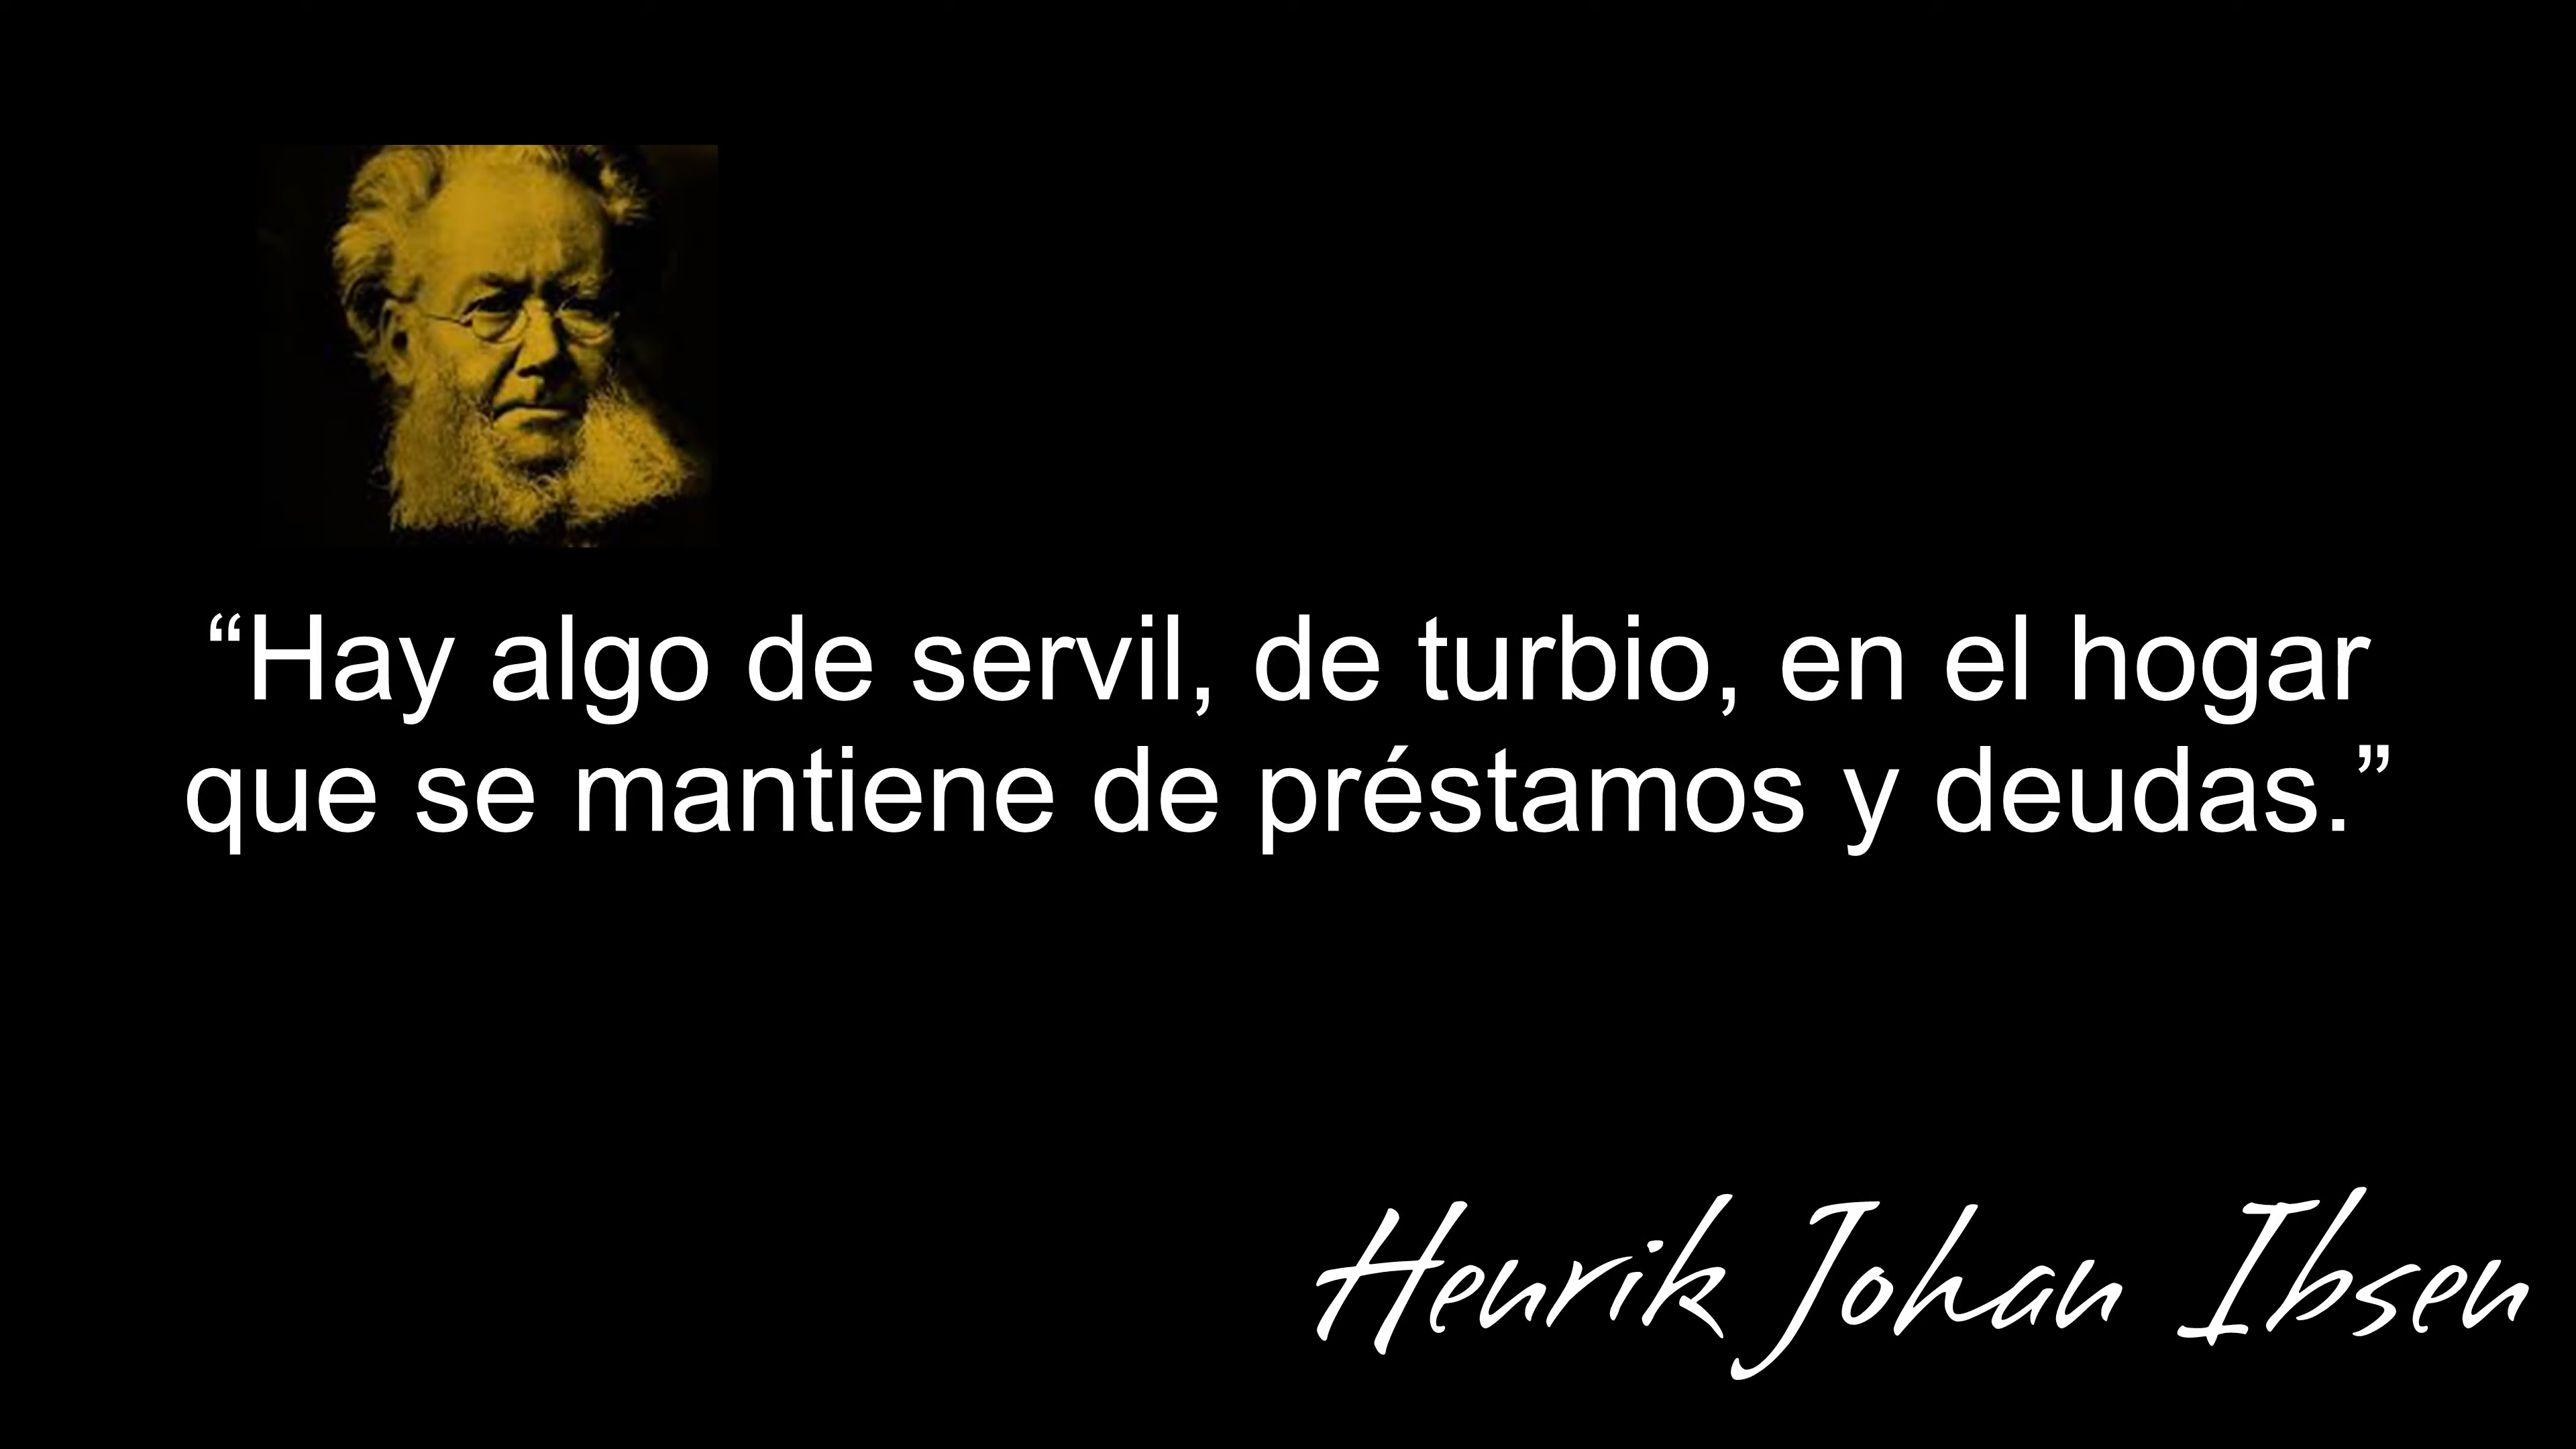 “Hay algo de servil, de turbio, en el hogar
que se mantiene de préstamos y deudas.”
Henrik Johan Ibsen